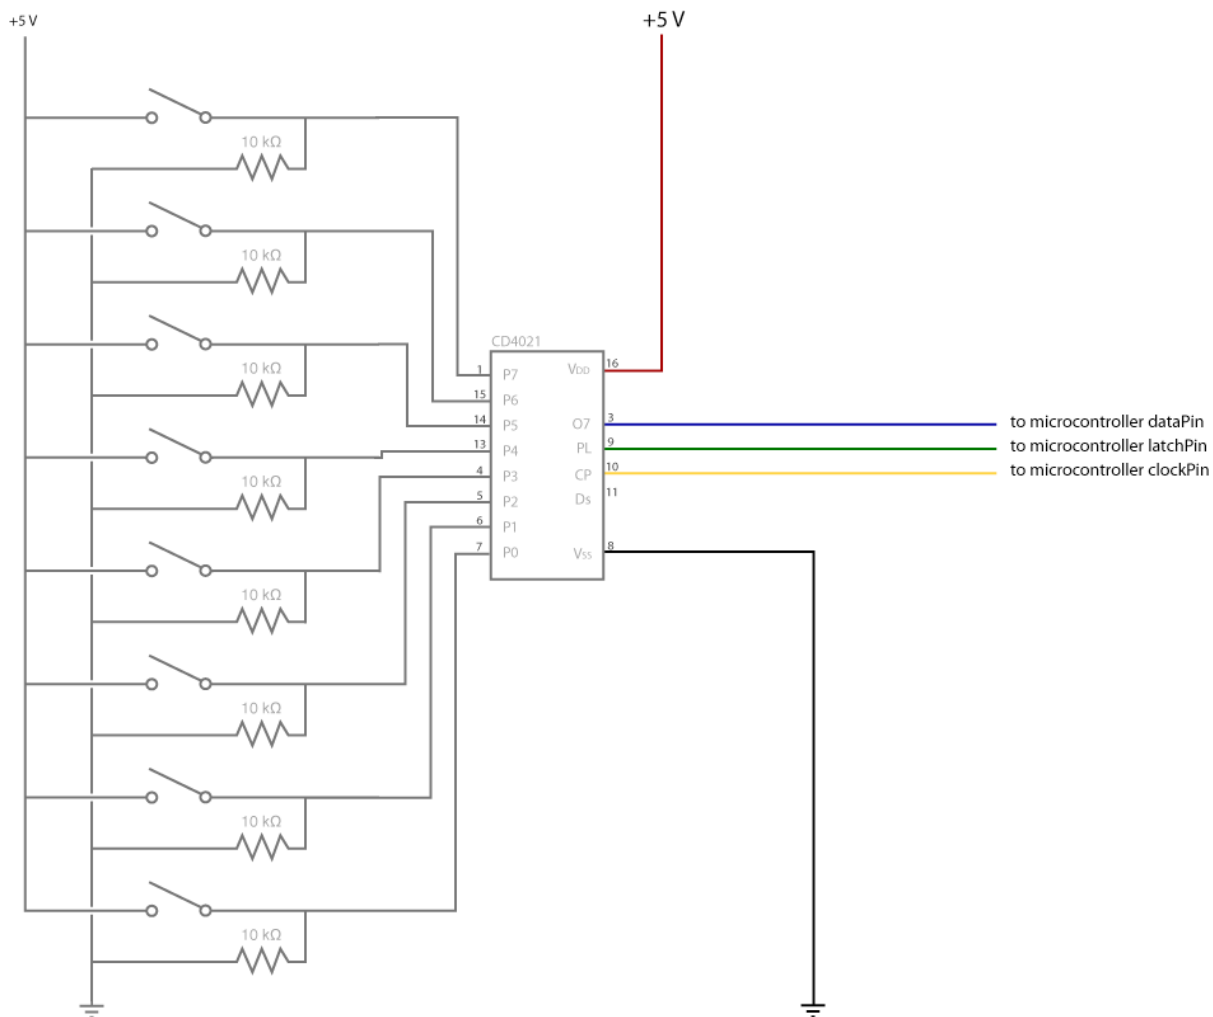 +5 V
+5 V
10 kΩ
10 kΩ
10 kΩ
10 kΩ
10 kΩ
10 kΩ
10 kΩ
10 kΩ
CD4021
1 P7
15 P6
14 P5
13 P4
4 P3
5 P2
6 P1
7 P0
VDD 16
O7 3 to microcontroller dataPin
PL 9 to microcontroller latchPin
CP 10 to microcontroller clockPin
Ds 11
Vss 8